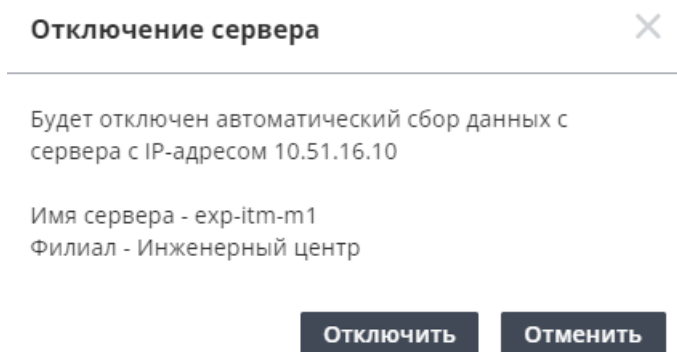 Отключение сервера
Будет отключен автоматический сбор данных с
сервера с IP-адресом 10.51.16.10
Имя сервера - exp-itm-m1
Филиал - Инженерный центр
Отключить Отменить